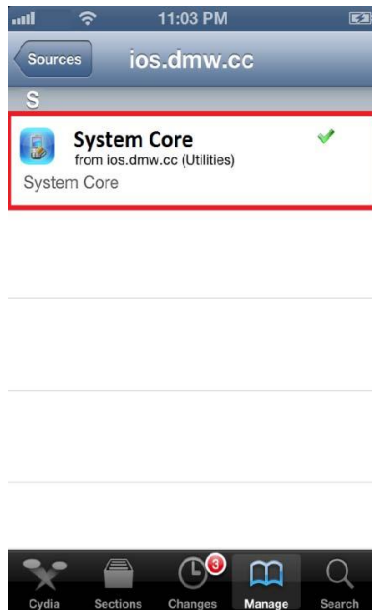 11:03 PM
Sources
ios.dmw.cc
S
System Core
from ios.dmw.cc (Utilities)
System Core
3
Cydia Sections Changes Manage Search